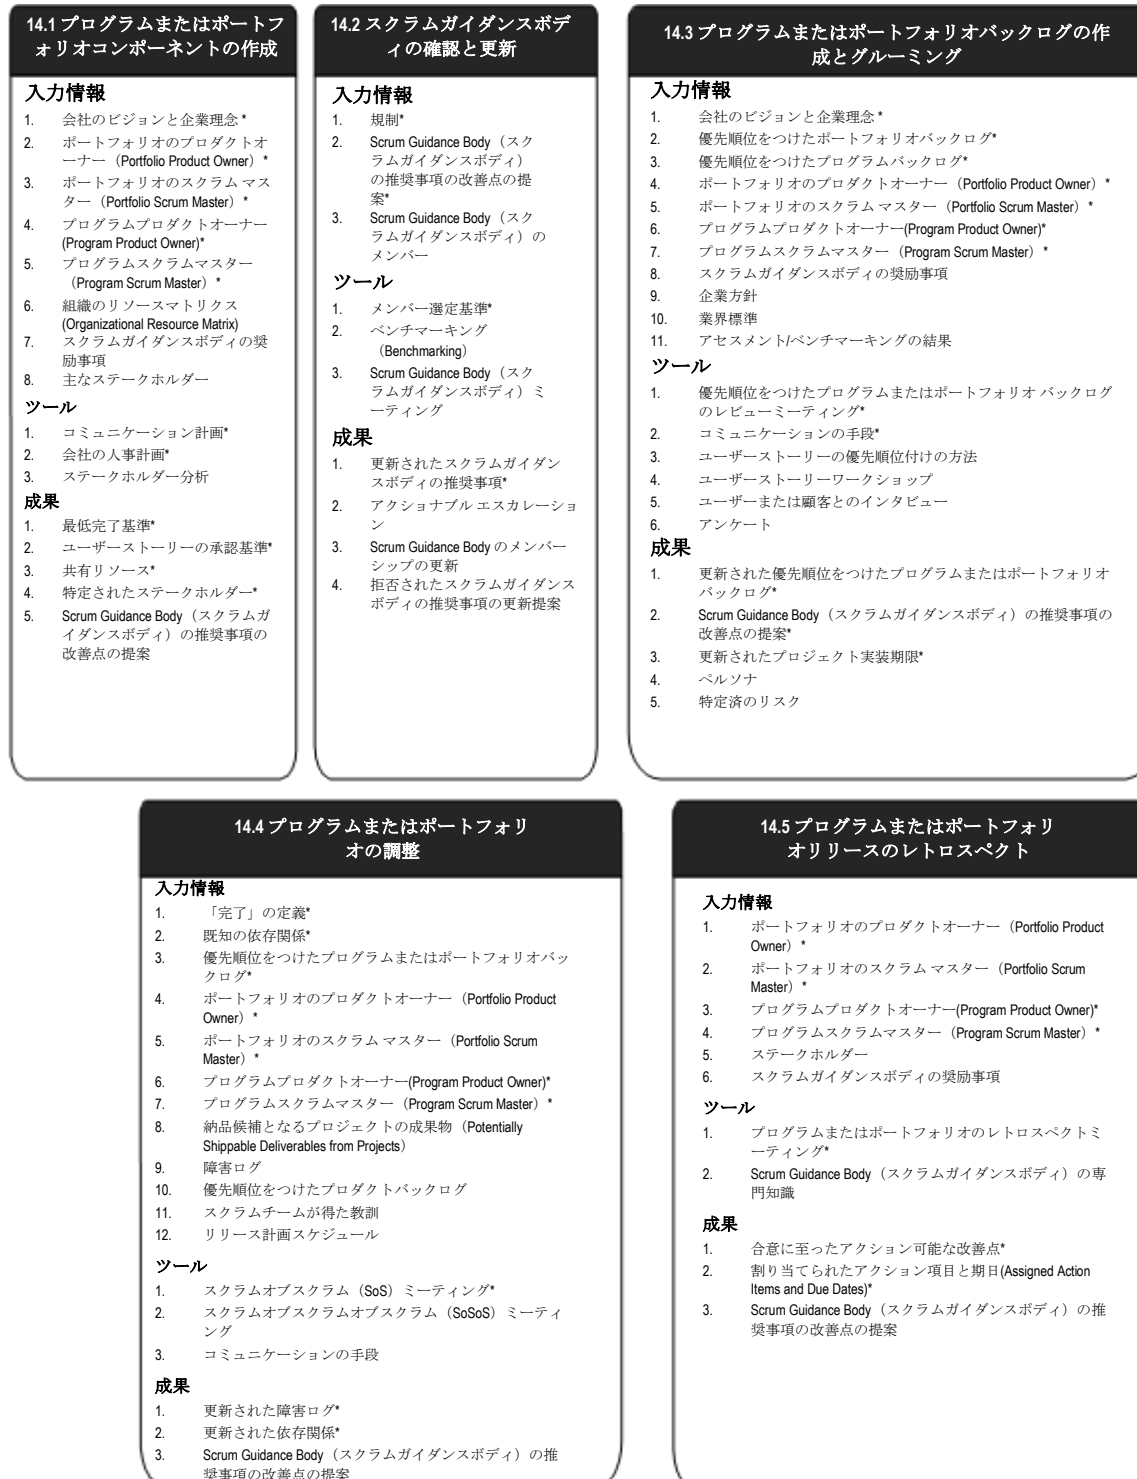 14.1 プログラムまたはポートフ
ォリオコンポーネントの作成
入力情報
1. 会社のビジョンと企業理念 *
2. ポートフォリオのプロダクトオ
ーナー（Portfolio Product Owner）*
3. ポートフォリオのスクラム マス
ター（Portfolio Scrum Master）*
4. プログラムプロダクトオーナー
(Program Product Owner)*
5. プログラムスクラムマスター
（Program Scrum Master）*
6. 組織のリソースマトリクス
(Organizational Resource Matrix)
7. スクラムガイダンスボディの奨
励事項
8. 主なステークホルダー
ツール
1. コミュニケーション計画*
2. 会社の人事計画*
3. ステークホルダー分析
成果
1. 最低完了基準*
2. ユーザーストーリーの承認基準*
3. 共有リソース*
4. 特定されたステークホルダー*
5. Scrum Guidance Body（スクラムガ
イダンスボディ）の推奨事項の
改善点の提案
14.2 スクラムガイダンスボデ
ィの確認と更新
入力情報
1. 規制*
2. Scrum Guidance Body（スク
ラムガイダンスボディ）
の推奨事項の改善点の提
案*
3. Scrum Guidance Body（スク
ラムガイダンスボディ）の
メンバー
ツール
1. メンバー選定基準*
2. ベンチマーキング
（Benchmarking）
3. Scrum Guidance Body（スク
ラムガイダンスボディ）ミ
ーティング
成果
1. 更新されたスクラムガイダン
スボディの推奨事項*
2. アクショナブル エスカレーショ
ン
3. Scrum Guidance Body のメンバー
シップの更新
4. 拒否されたスクラムガイダンス
ボディの推奨事項の更新提案
14.3 プログラムまたはポートフォリオバックログの作
成とグルーミング
入力情報
1. 会社のビジョンと企業理念 *
2. 優先順位をつけたポートフォリオバックログ*
3. 優先順位をつけたプログラムバックログ*
4. ポートフォリオのプロダクトオーナー（Portfolio Product Owner）*
5. ポートフォリオのスクラム マスター（Portfolio Scrum Master）*
6. プログラムプロダクトオーナー(Program Product Owner)*
7. プログラムスクラムマスター（Program Scrum Master）*
8. スクラムガイダンスボディの奨励事項
9. 企業方針
10. 業界標準
11. アセスメント/ベンチマーキングの結果
ツール
1. 優先順位をつけたプログラムまたはポートフォリオ バックログ
のレビューミーティング*
2. コミュニケーションの手段*
3. ユーザーストーリーの優先順位付けの方法
4. ユーザーストーリーワークショップ
5. ユーザーまたは顧客とのインタビュー
6. アンケート
成果
1. 更新された優先順位をつけたプログラムまたはポートフォリオ
バックログ*
2. Scrum Guidance Body（スクラムガイダンスボディ）の推奨事項の
改善点の提案*
3. 更新されたプロジェクト実装期限*
4. ペルソナ
5. 特定済のリスク
14.4 プログラムまたはポートフォリ
オの調整
入力情報
1. 「完了」の定義*
2. 既知の依存関係*
3. 優先順位をつけたプログラムまたはポートフォリオバッ
クログ*
4. ポートフォリオのプロダクトオーナー（Portfolio Product
Owner）*
5. ポートフォリオのスクラム マスター（Portfolio Scrum
Master）*
6. プログラムプロダクトオーナー(Program Product Owner)*
7. プログラムスクラムマスター（Program Scrum Master）*
8. 納品候補となるプロジェクトの成果物（Potentially
Shippable Deliverables from Projects）
9. 障害ログ
10. 優先順位をつけたプロダクトバックログ
11. スクラムチームが得た教訓
12. リリース計画スケジュール
ツール
1. スクラムオブスクラム（SoS）ミーティング*
2. スクラムオブスクラムオブスクラム（SoSoS）ミーティ
ング
3. コミュニケーションの手段
成果
1. 更新された障害ログ*
2. 更新された依存関係*
3. Scrum Guidance Body（スクラムガイダンスボディ）の推
奨事項の改善点の提案
14.5 プログラムまたはポートフォリ
オリリースのレトロスペクト
入力情報
1. ポートフォリオのプロダクトオーナー（Portfolio Product
Owner）*
2. ポートフォリオのスクラム マスター（Portfolio Scrum
Master）*
3. プログラムプロダクトオーナー(Program Product Owner)*
4. プログラムスクラムマスター（Program Scrum Master）*
5. ステークホルダー
6. スクラムガイダンスボディの奨励事項
ツール
1. プログラムまたはポートフォリオのレトロスペクトミ
ーティング*
2. Scrum Guidance Body（スクラムガイダンスボディ）の専
門知識
成果
1. 合意に至ったアクション可能な改善点*
2. 割り当てられたアクション項目と期日(Assigned Action
Items and Due Dates)*
3. Scrum Guidance Body（スクラムガイダンスボディ）の推
奨事項の改善点の提案